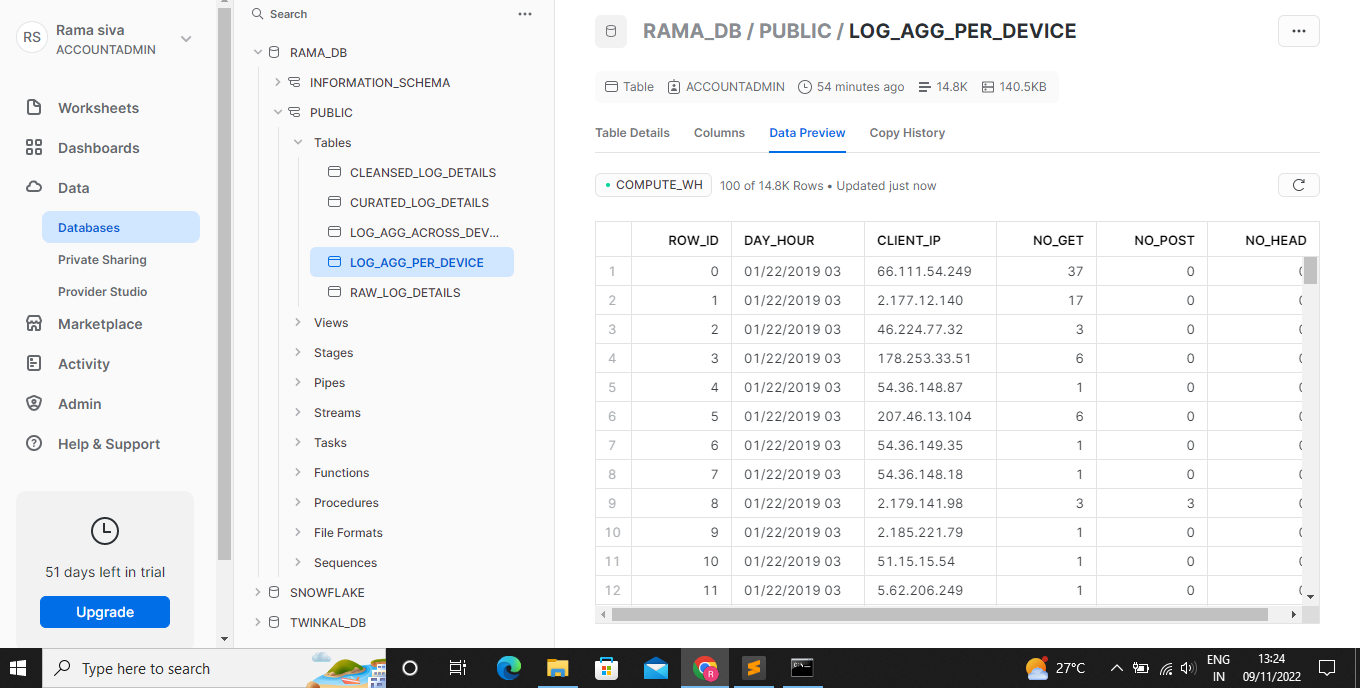 RS
Rama siva
ACCOUNTADMIN
Worksheets
Dashboards
Data
Databases
Private Sharing
Provider Studio
Marketplace
Activity
Admin
Help & Support
51 days left in trial
Upgrade
Search
RAMA_DB
INFORMATION_SCHEMA
PUBLIC
Tables
CLEANSED_LOG_DETAILS
CURATED_LOG_DETAILS
LOG_AGG_ACROSS_DEV...
LOG_AGG_PER_DEVICE
RAW_LOG_DETAILS
Views
Stages
Pipes
Streams
Tasks
Functions
Procedures
File Formats
Sequences
SNOWFLAKE
TWINKAL_DB
RAMA_DB / PUBLIC / LOG_AGG_PER_DEVICE
Table ACCOUNTADMIN 54 minutes ago 14.8K 140.5KB
Table Details Columns Data Preview Copy History
COMPUTE_WH 100 of 14.8K Rows • Updated just now
ROW_ID DAY_HOUR CLIENT_IP NO_GET NO_POST NO_HEAD
1 0 01/22/2019 03 66.111.54.249 37 0 0
2 1 01/22/2019 03 2.177.12.140 17 0 0
3 2 01/22/2019 03 46.224.77.32 3 0 0
4 3 01/22/2019 03 178.253.33.51 6 0 0
5 4 01/22/2019 03 54.36.148.87 1 0 0
6 5 01/22/2019 03 207.46.13.104 6 0 0
7 6 01/22/2019 03 54.36.149.35 1 0 0
8 7 01/22/2019 03 54.36.148.18 1 0 0
9 8 01/22/2019 03 2.179.141.98 3 3 0
10 9 01/22/2019 03 2.185.221.79 1 0 0
11 10 01/22/2019 03 51.15.15.54 1 0 0
12 11 01/22/2019 03 5.62.206.249 1 0 0
Type here to search
R
27°C
ENG
IN
13:24
09/11/2022